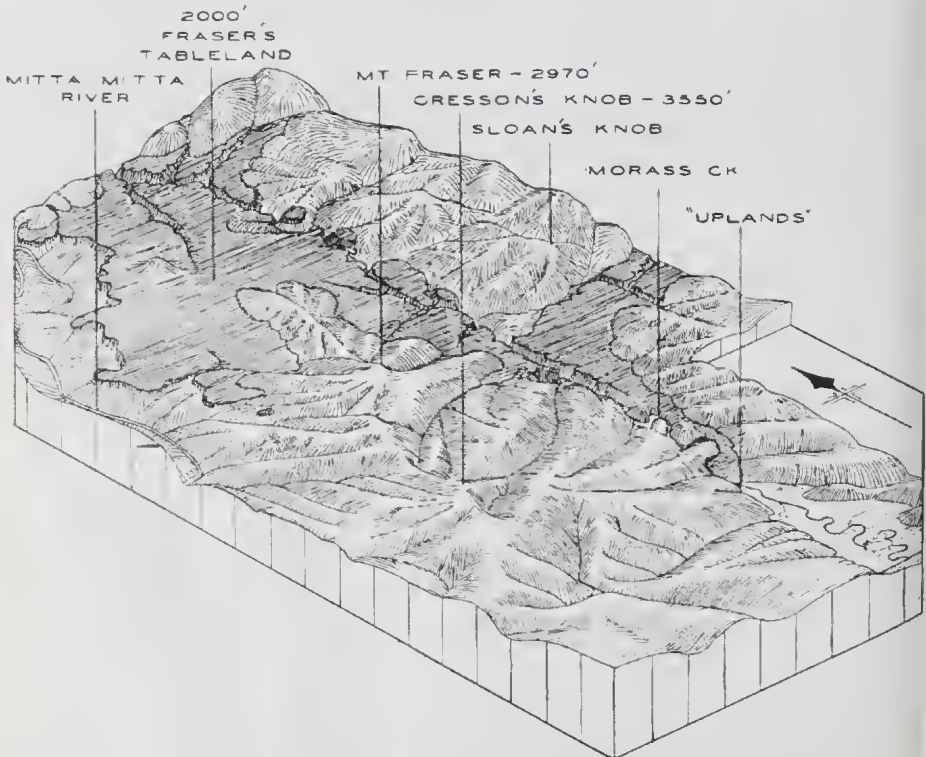 2000'
FRASER'S
TABLELAND
MITTA MITTA
RIVER
MT FRASER - 2970'
CRESSON'S KNOB - 3550'
SLOAN'S KNOB
MORASS CK
"UPLANDS"